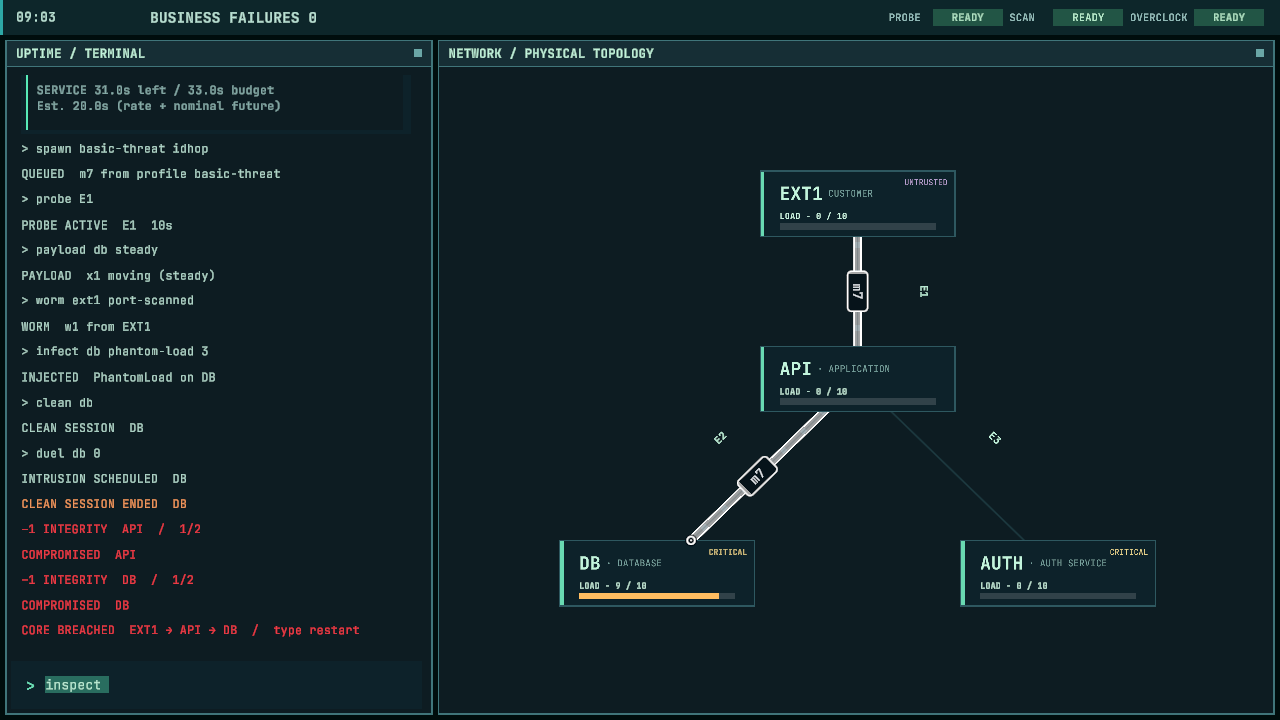 09:03
BUSINESS FAILURES 0
PROBE READY SCAN READY OVERCLOCK READY
UPTIME / TERMINAL
SERVICE 31.0s left / 33.0s budget
Est. 20.0s (rate + nominal future)
> spawn basic-threat idhop
QUEUED m7 from profile basic-threat
> probe E1
PROBE ACTIVE E1 10s
> payload db steady
PAYLOAD x1 moving (steady)
> worm ext1 port-scanned
WORM w1 from EXT1
> infect db phantom-load 3
INJECTED PhantomLoad on DB
> clean db
CLEAN SESSION DB
> duel db 0
INTRUSION SCHEDULED DB
CLEAN SESSION ENDED DB
−1 INTEGRITY API / 1/2
COMPROMISED API
−1 INTEGRITY DB / 1/2
COMPROMISED DB
CORE BREACHED EXT1 → API → DB / type restart
> inspect
NETWORK / PHYSICAL TOPOLOGY
UNTRUSTED
EXT1 CUSTOMER
LOAD - 0 / 10
m7
E1
API · APPLICATION
LOAD - 0 / 10
E2
E3
m7
CRITICAL
DB · DATABASE
LOAD - 9 / 10
CRITICAL
AUTH · AUTH SERVICE
LOAD - 0 / 10